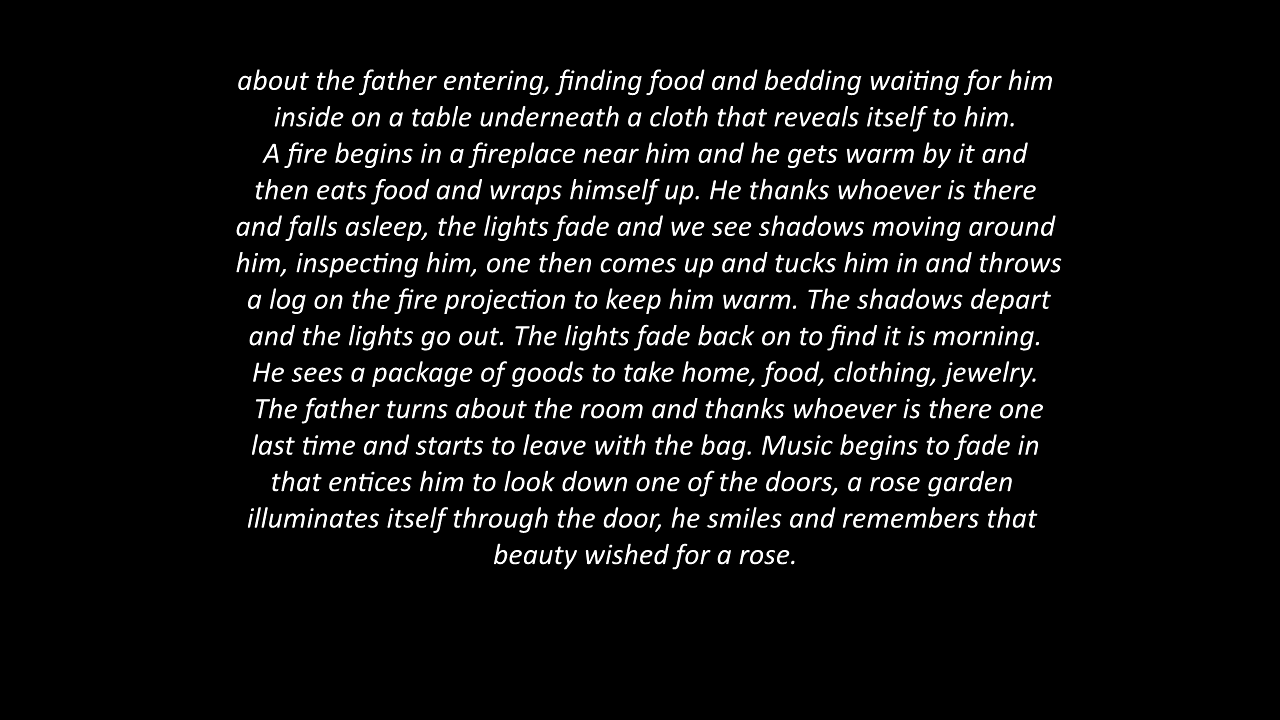 about the father entering, finding food and bedding waiting for him
inside on a table underneath a cloth that reveals itself to him.
A fire begins in a fireplace near him and he gets warm by it and
then eats food and wraps himself up. He thanks whoever is there
and falls asleep, the lights fade and we see shadows moving around
him, inspecting him, one then comes up and tucks him in and throws
a log on the fire projection to keep him warm. The shadows depart
and the lights go out. The lights fade back on to find it is morning.
He sees a package of goods to take home, food, clothing, jewelry.
The father turns about the room and thanks whoever is there one
last time and starts to leave with the bag. Music begins to fade in
that entices him to look down one of the doors, a rose garden
illuminates itself through the door, he smiles and remembers that
beauty wished for a rose.